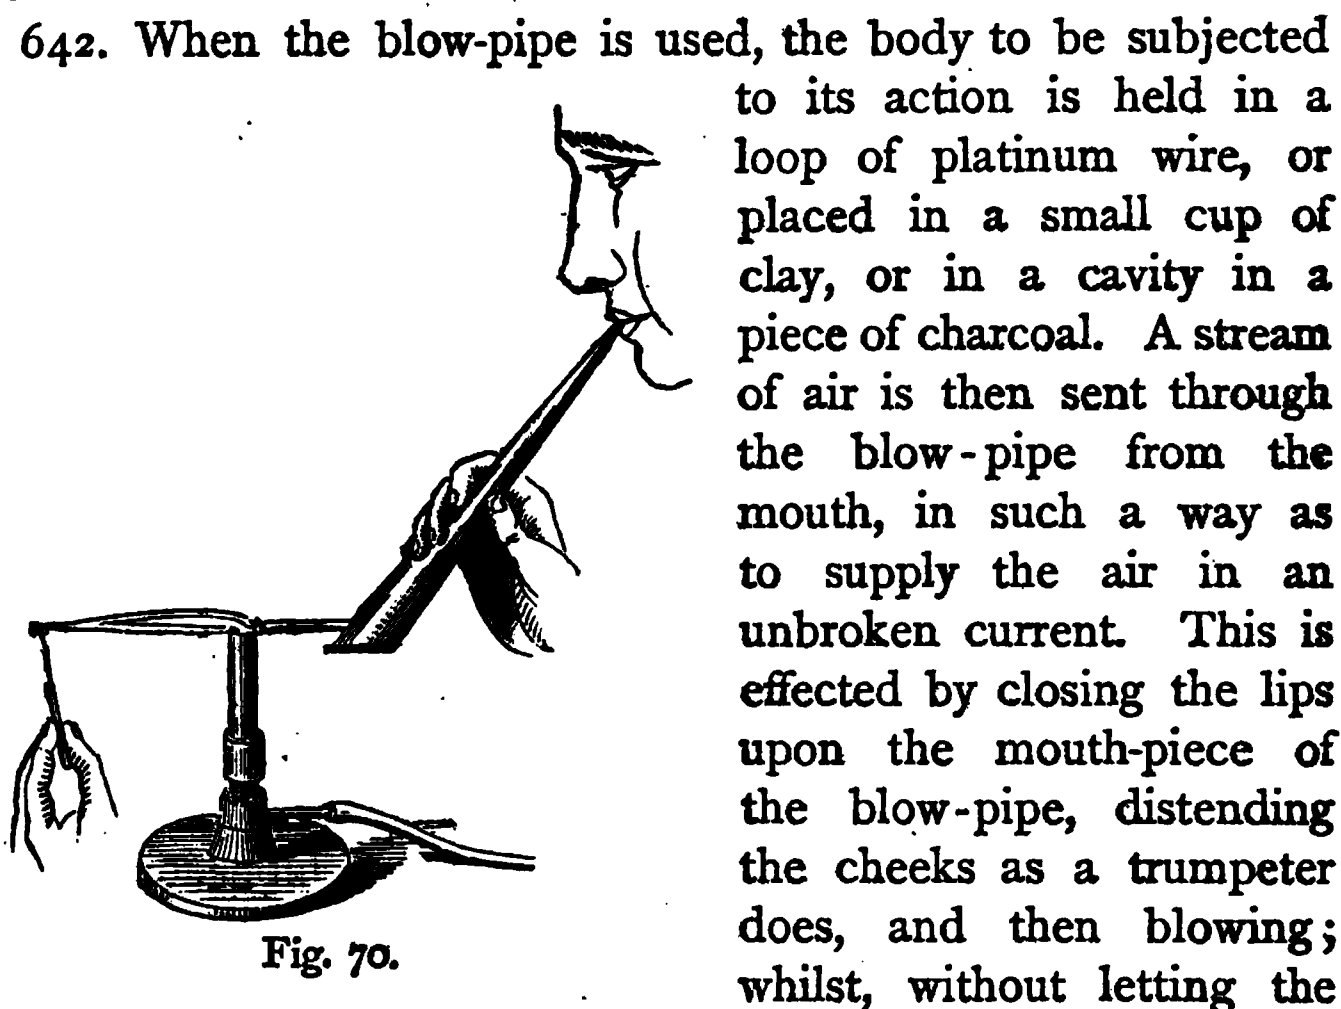 642. When the blow-pipe is used, the body to be subjected
to its action is held in a
loop of platinum wire, or
placed in a small cup of
clay, or in a cavity in a
piece of charcoal. A stream
of air is then sent through
the blow-pipe from the
mouth, in such a way as
to supply the air in an
unbroken current. This is
effected by closing the lips
upon the mouth-piece of
the blow-pipe, distending
the cheeks as a trumpeter
does, and then blowing;
whilst, without letting the
Fig. 70.